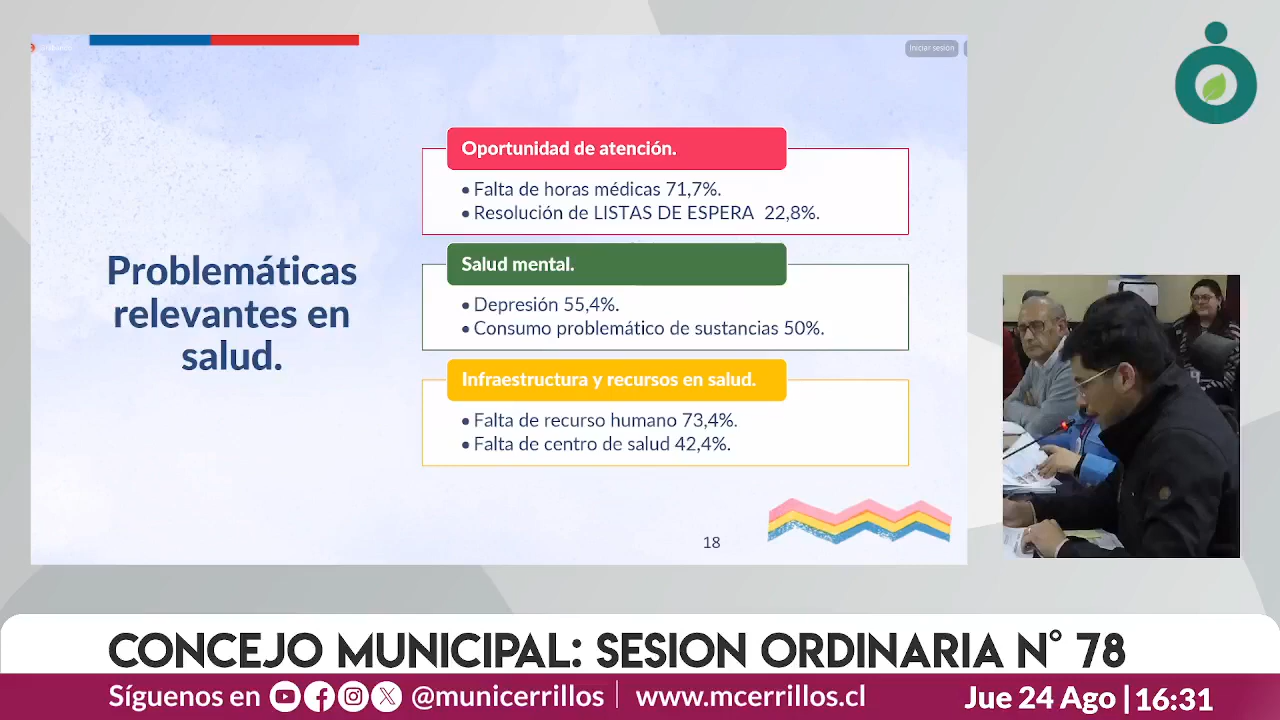 Iniciar sesión
Problemáticas
relevantes en
salud.
Oportunidad de atención.
• Falta de horas médicas 71,7%.
• Resolución de LISTAS DE ESPERA 22,8%.
Salud mental.
• Depresión 55,4%.
• Consumo problemático de sustancias 50%.
Infraestructura y recursos en salud.
• Falta de recurso humano 73,4%.
• Falta de centro de salud 42,4%.
18
CONCEJO MUNICIPAL: SESION ORDINARIA N° 78
Síguenos en @municerrillos | www.mcerrillos.cl Jue 24 Ago | 16:31